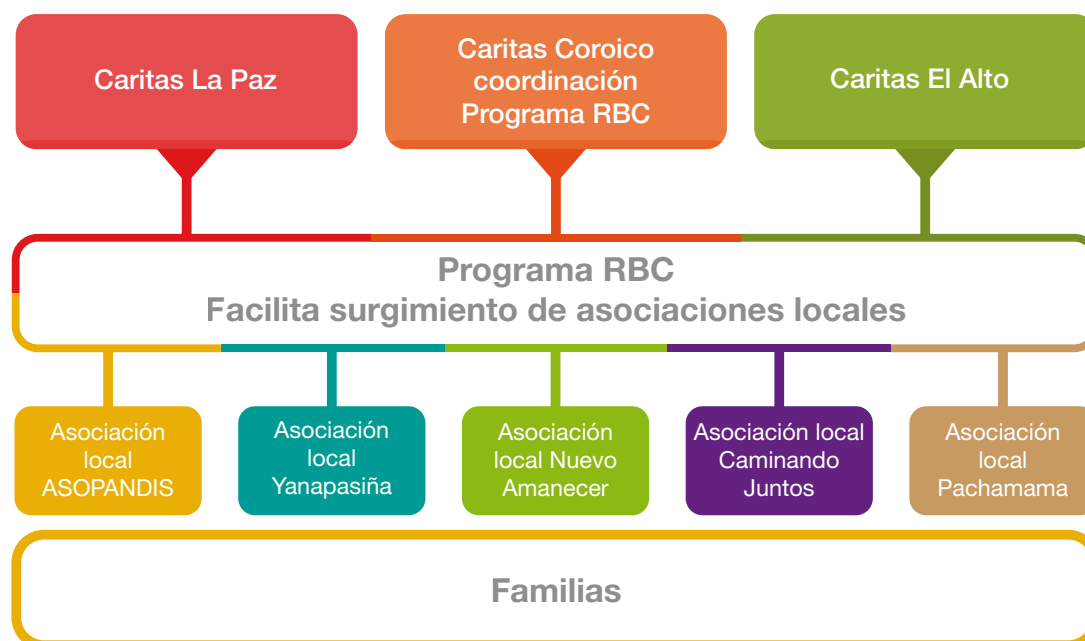 Caritas La Paz
Caritas Coroico
coordinación
Programa RBC
Caritas El Alto
Programa RBC
Facilita surgimiento de asociaciones locales
Asociación
local
ASOPANDIS
Asociación
local
Yanapasiña
Asociación
local Nuevo
Amanecer
Asociación local
Caminando
Juntos
Asociación
local
Pachamama
Familias